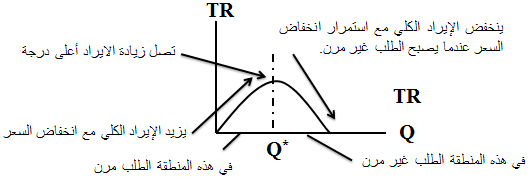 TR
ينخفض الإيراد الكلي مع استمرار انخفاض
السعر عندما يصبح الطلب غير مرن.
تصل زيادة الايراد أعلى درجة
TR
يزيد الإيراد الكلي مع انخفاض السعر
Q
Q*
في هذه المنطقة الطلب غير مرن
في هذه المنطقة الطلب مرن